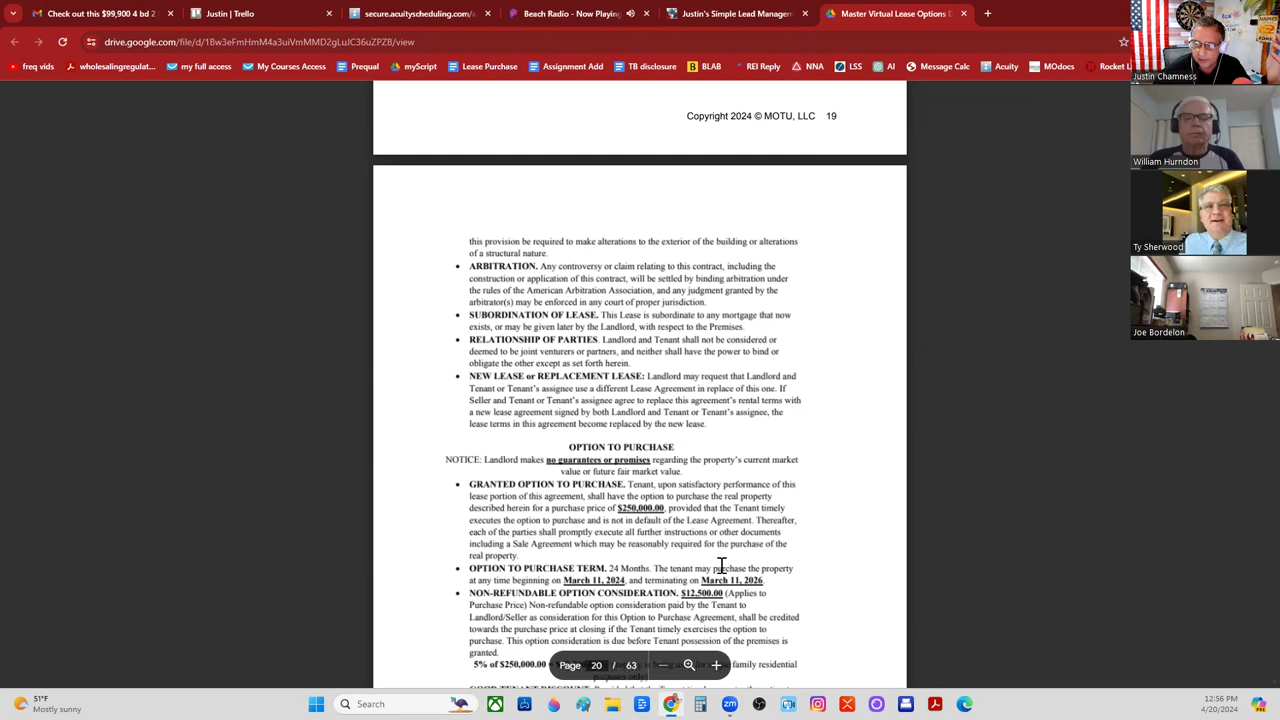 Copy of this $99,900 4 bd 2
Justin | Trello
secure.acuityscheduling.com/a
Beach Radio - Now Playing
Justin's Simple Lead Managem
Master Virtual Lease Options D
drive.google.com/file/d/1Bw3eFmHmM4a3uiVmMMD2gLuJC36uZPZB/view
freq vids
wholesalingregulat...
my full access
My Courses Access
Prequal
myScript
Lease Purchase
Assignment Add
TB disclosure
BLAB
REI Reply
NNA
LSS
AI
Message Calc
Acuity
MOdocs
Rocket L
Copyright 2024 © MOTU, LLC 19
this provision be required to make alterations to the exterior of the building or alterations
of a structural nature.
• ARBITRATION. Any controversy or claim relating to this contract, including the
construction or application of this contract, will be settled by binding arbitration under
the rules of the American Arbitration Association, and any judgment granted by the
arbitrator(s) may be enforced in any court of proper jurisdiction.
• SUBORDINATION OF LEASE. This Lease is subordinate to any mortgage that now
exists, or may be given later by the Landlord, with respect to the Premises.
• RELATIONSHIP OF PARTIES. Landlord and Tenant shall not be considered or
deemed to be joint venturers or partners, and neither shall have the power to bind or
obligate the other except as set forth herein.
• NEW LEASE or REPLACEMENT LEASE: Landlord may request that Landlord and
Tenant or Tenant's assignee use a different Lease Agreement in replace of this one. If
Seller and Tenant or Tenant's assignee agree to replace this agreement's rental terms with
a new lease agreement signed by both Landlord and Tenant or Tenant's assignee, the
lease terms in this agreement become replaced by the new lease.
OPTION TO PURCHASE
NOTICE: Landlord makes no guarantees or promises regarding the property's current market
value or future fair market value.
• GRANTED OPTION TO PURCHASE. Tenant, upon satisfactory performance of this
lease portion of this agreement, shall have the option to purchase the real property
described herein for a purchase price of $250,000.00, provided that the Tenant timely
executes the option to purchase and is not in default of the Lease Agreement. Thereafter,
each of the parties shall promptly execute all further instructions or other documents
including a Sale Agreement which may be reasonably required for the purchase of the
real property.
• OPTION TO PURCHASE TERM. 24 Months. The tenant may purchase the property
at any time beginning on March 11, 2024, and terminating on March 11, 2026.
• NON-REFUNDABLE OPTION CONSIDERATION. $12,500.00 (Applies to
Purchase Price) Non-refundable option consideration paid by the Tenant to
Landlord/Seller as consideration for this Option to Purchase Agreement, shall be credited
towards the purchase price at closing if the Tenant timely exercises the option to
purchase. This option consideration is due before Tenant possession of the premises is
granted.
5% of $250,000.00
family residential
Page 20 / 63
Justin Chamness
William Hurndon
Ty Sherwood
Joe Bordelon
51°F
Mostly sunny
Search
12:56 PM
4/20/2024